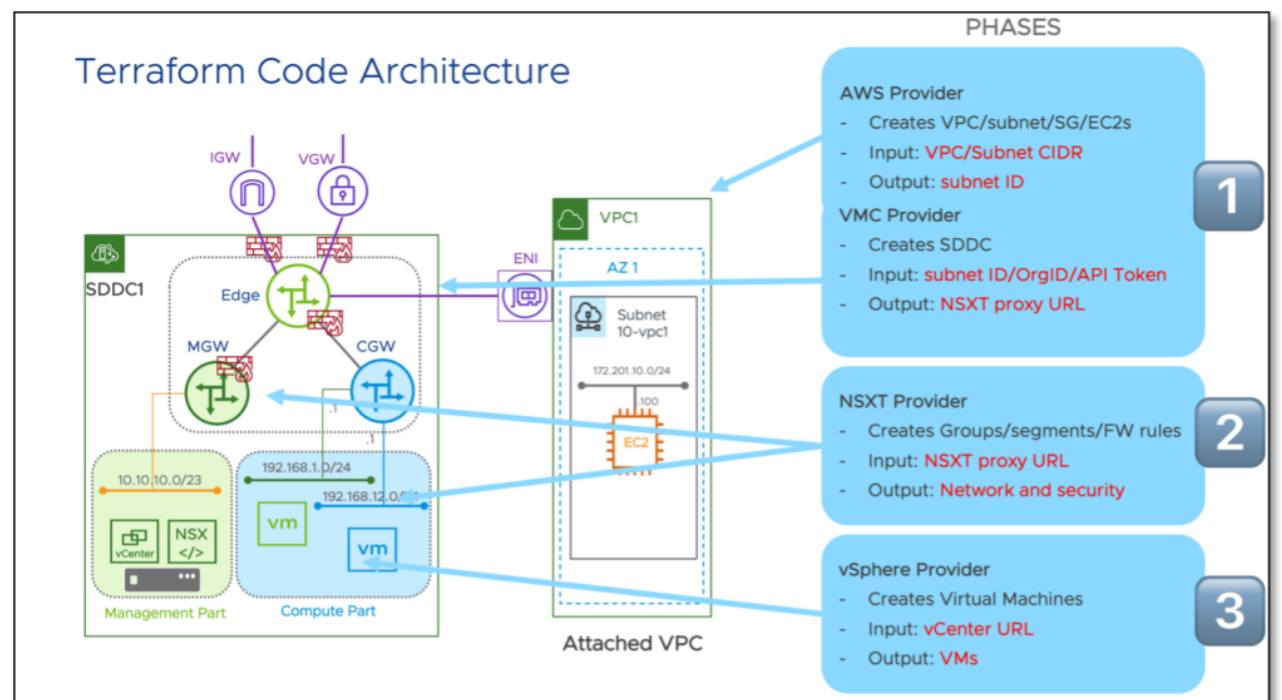 PHASES
Terraform Code Architecture
IGW
VGW
SDDC1
Edge
MGW
CGW
.1
.1
10.10.10.0/23
192.168.1.0/24
192.168.12.0/
vCenter
NSX
</>
vm
vm
Management Part
Compute Part
ENI
VPC1
AZ 1
Subnet
10-vpc1
172.201.10.0/24
.100
EC2
Attached VPC
AWS Provider
- Creates VPC/subnet/SG/EC2s
- Input: VPC/Subnet CIDR
- Output: subnet ID
VMC Provider
- Creates SDDC
- Input: subnet ID/OrgID/API Token
- Output: NSXT proxy URL
1
NSXT Provider
- Creates Groups/segments/FW rules
- Input: NSXT proxy URL
- Output: Network and security
2
vSphere Provider
- Creates Virtual Machines
- Input: vCenter URL
- Output: VMs
3